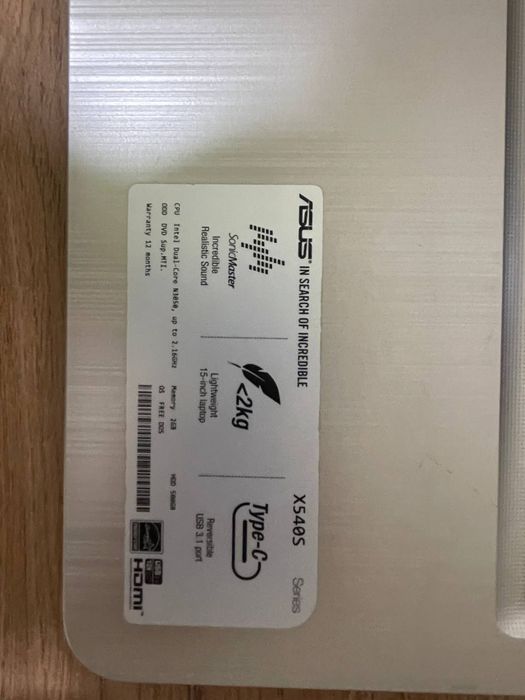 ASUS IN SEARCH OF INCREDIBLE
X540S Series
SonicMaster
Incredible
Realistic Sound
<2kg
Lightweight
15-inch laptop
Type-C
Reversible
USB 3.1 port
CPU Intel Dual-Core N3050, up to 2.16GHz Memory 2GB HDD 500GB
ODD DVD Sup.MTI. OS FREE DOS
Warranty 12 months
HDMI™